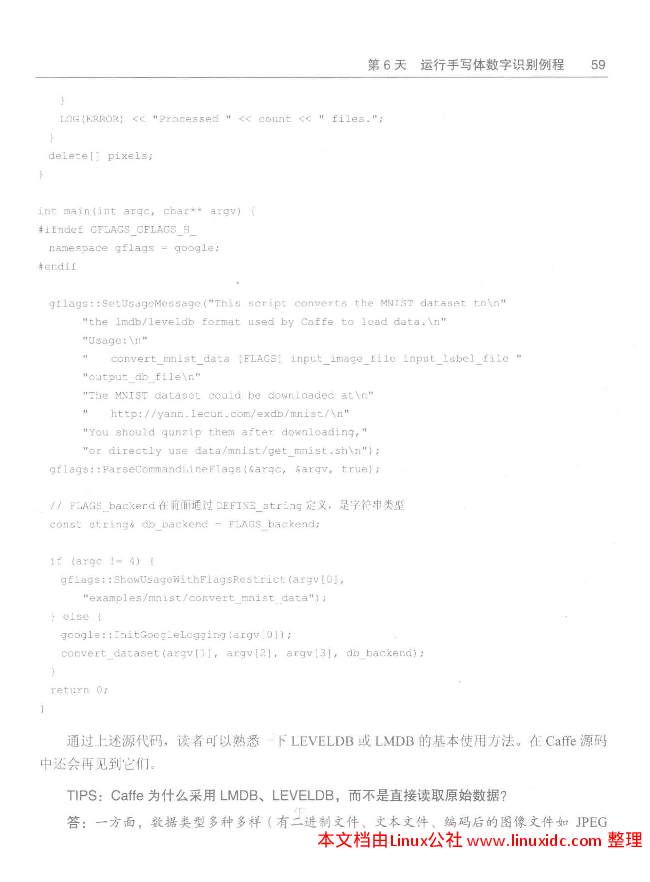 第 6 天 运行手写体数字识别例程 59
}
LOG(ERROR) << "Processed " << count << " files.";
}
delete[] pixels;
}
int main(int argc, char** argv) {
#ifndef GFLAGS_GFLAGS_H_
namespace gflags = google;
#endif
gflags::SetUsageMessage("This script converts the MNIST dataset to\n"
"the lmdb/leveldb format used by Caffe to load data.\n"
"Usage:\n"
"    convert_mnist_data [FLAGS] input_image_file input_label_file "
"output_db_file\n"
"The MNIST dataset could be downloaded at\n"
"    http://yann.lecun.com/exdb/mnist/\n"
"You should gunzip them after downloading,"
"or directly use data/mnist/get_mnist.sh\n");
gflags::ParseCommandLineFlags(&argc, &argv, true);
// FLAGS_backend 在前面通过 DEFINE_string 定义，是字符串类型
const string& db_backend = FLAGS_backend;
if (argc != 4) {
gflags::ShowUsageWithFlagsRestrict(argv[0],
"examples/mnist/convert_mnist_data");
} else {
google::InitGoogleLogging(argv[0]);
convert_dataset(argv[1], argv[2], argv[3], db_backend);
}
return 0;
}
通过上述源代码，读者可以熟悉一下 LEVELDB 或 LMDB 的基本使用方法。在 Caffe 源码
中还会再见到它们。
TIPS：Caffe 为什么采用 LMDB、LEVELDB，而不是直接读取原始数据？
答：一方面，数据类型多种多样（有二进制文件、文本文件、编码后的图像文件如 JPEG
本文档由Linux公社 www.linuxidc.com 整理